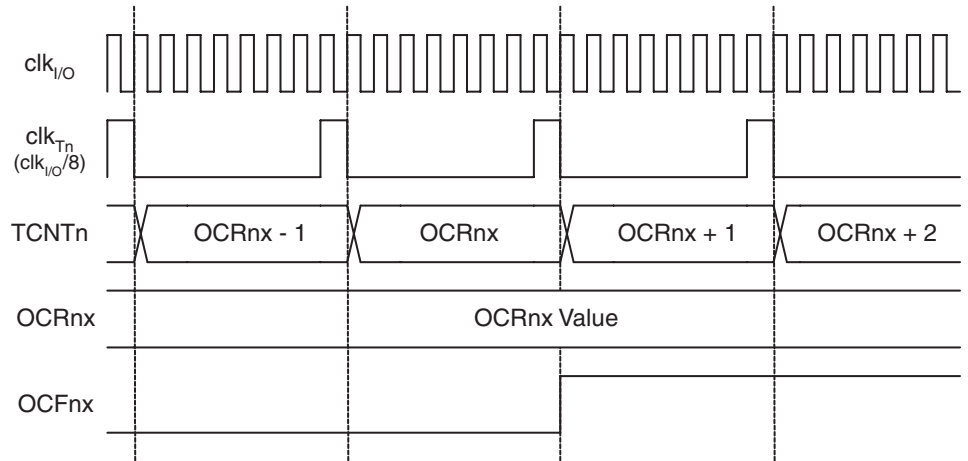 clkI/O
clkTn
(clkI/O/8)
TCNTn
OCRnx - 1
OCRnx
OCRnx + 1
OCRnx + 2
OCRnx
OCRnx Value
OCFnx